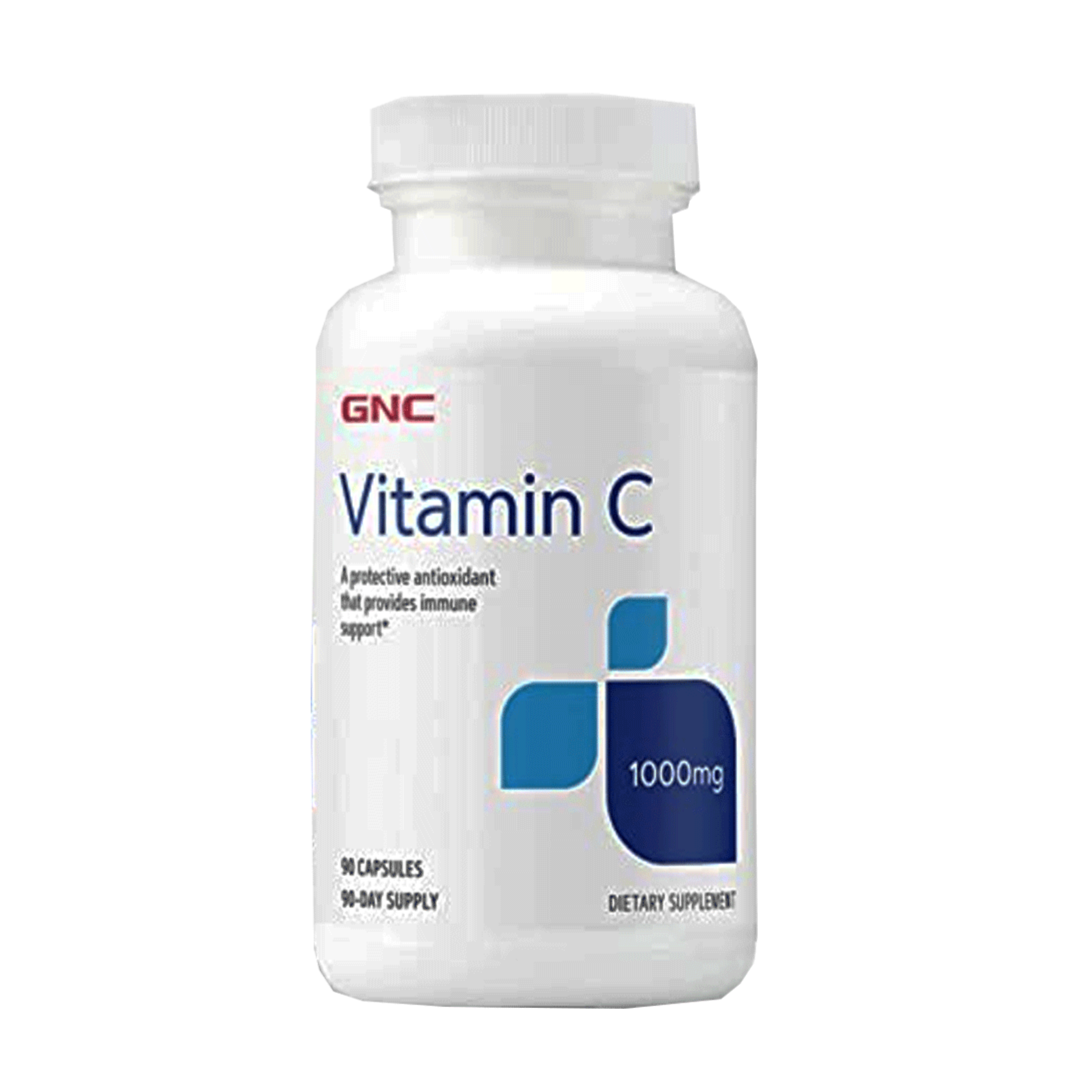 GNC
Vitamin C
A protective antioxidant
that provides immune
support*
1000mg
90 CAPSULES
90-DAY SUPPLY
DIETARY SUPPLEMENT